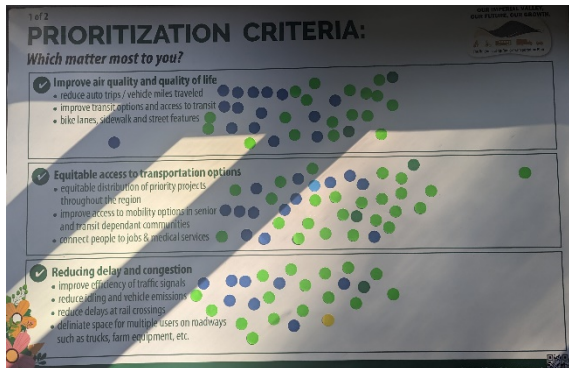 1 of 2
PRIORITIZATION CRITERIA:
OUR FUTURE. OUR GROWTH.
Which matter most to you?
Improve air quality and quality of life
• reduce auto trips / vehicle miles traveled
• improve transit options and access to transit
• bike lanes, sidewalk and street features
Equitable access to transportation options
• equitable distribution of priority projects
throughout the region
• improve access to mobility options in senior
and transit dependant communities
• connect people to jobs & medical services
Reducing delay and congestion
• improve efficiency of traffic signals
• reduce idling and vehicle emissions
• reduce delays at rail crossings
• deliniate space for multiple users on roadways
such as trucks, farm equipment, etc.